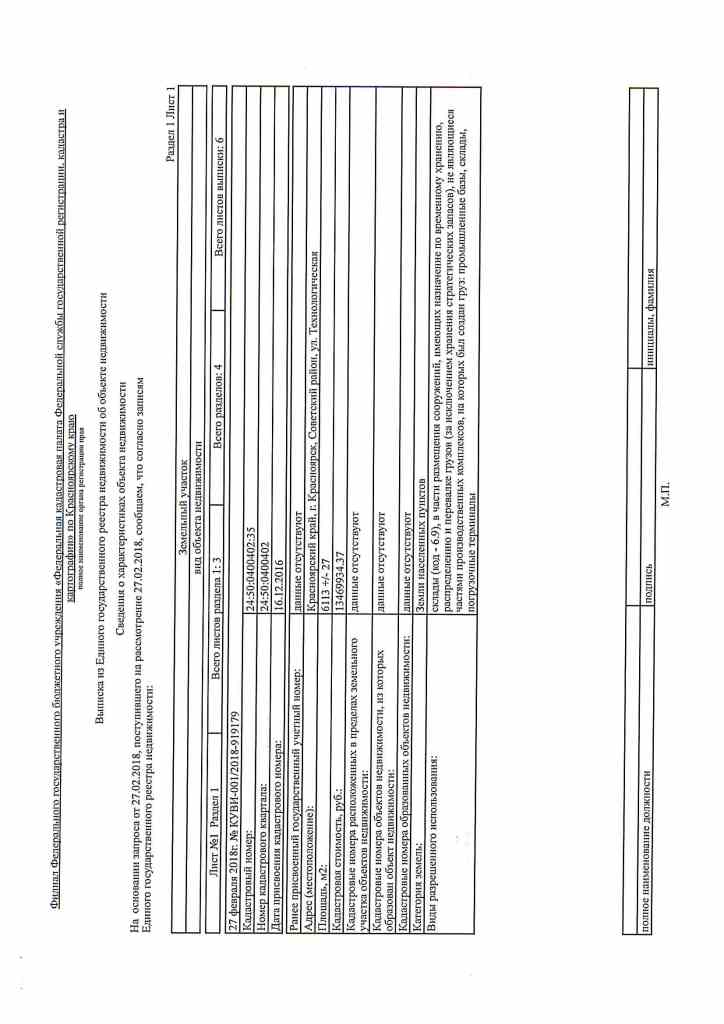 Филиал Федерального государственного бюджетного учреждения «Федеральная кадастровая палата Федеральной службы государственной регистрации, кадастра и
картографии» по Красноярскому краю
полное наименование органа регистрации прав
Выписка из Единого государственного реестра недвижимости об объекте недвижимости
Сведения о характеристиках объекта недвижимости
На основании запроса от 27.02.2018, поступившего на рассмотрение 27.02.2018, сообщаем, что согласно записям
Единого государственного реестра недвижимости:
Раздел 1 Лист 1
Земельный участок
вид объекта недвижимости
Лист №1 Раздел 1 Всего листов раздела 1: 3 Всего разделов: 4 Всего листов выписки: 6
27 февраля 2018г. № КУВИ-001/2018-919179
Кадастровый номер: 24:50:0400402:35
Номер кадастрового квартала: 24:50:0400402
Дата присвоения кадастрового номера: 16.12.2016
Ранее присвоенный государственный учетный номер: данные отсутствуют
Адрес (местоположение): Красноярский край, г. Красноярск, Советский район, ул. Технологическая
Площадь, м2: 6113 +/- 27
Кадастровая стоимость, руб.: 13469934.37
Кадастровые номера расположенных в пределах земельного данные отсутствуют
участка объектов недвижимости:
Кадастровые номера объектов недвижимости, из которых данные отсутствуют
образован объект недвижимости:
Кадастровые номера образованных объектов недвижимости: данные отсутствуют
Категория земель: Земли населенных пунктов
Виды разрешенного использования: склады (код - 6.9), в части размещения сооружений, имеющих назначение по временному хранению,
распределению и перевалке грузов (за исключением хранения стратегических запасов), не являющиеся
частями производственных комплексов, на которых был создан груз: промышленные базы, склады,
погрузочные терминалы
полное наименование должности подпись инициалы, фамилия
М.П.